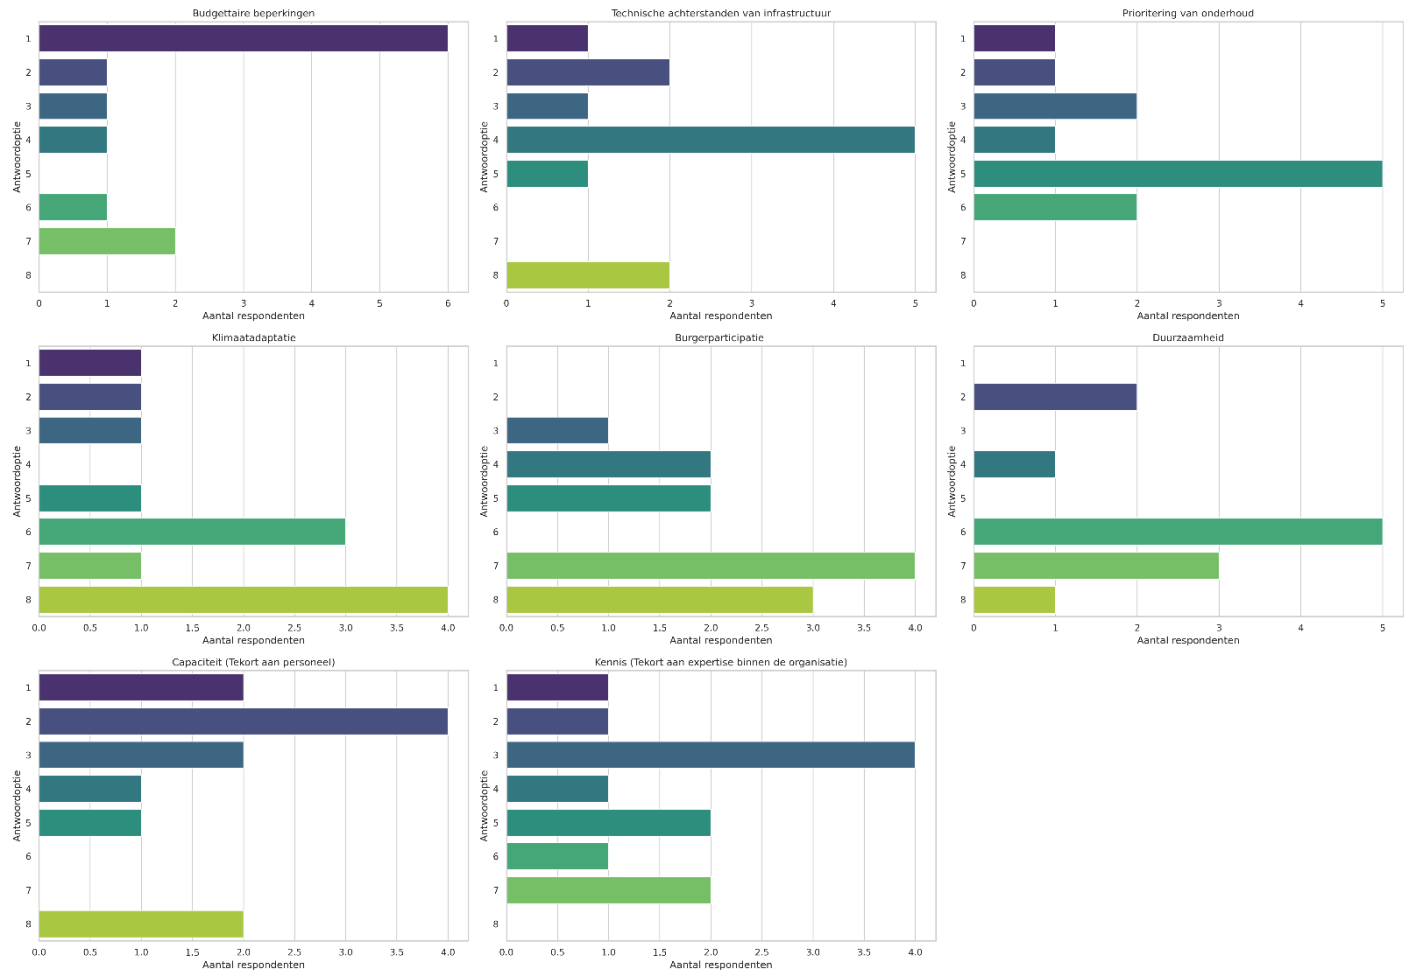 Budgettaire beperkingen
Antwoordoptie
1
2
3
4
5
6
7
8
0 1 2 3 4 5 6
Aantal respondenten
Technische achterstanden van infrastructuur
Antwoordoptie
1
2
3
4
5
6
7
8
0 1 2 3 4 5
Aantal respondenten
Prioritering van onderhoud
Antwoordoptie
1
2
3
4
5
6
7
8
0 1 2 3 4 5
Aantal respondenten
Klimaatadaptatie
Antwoordoptie
1
2
3
4
5
6
7
8
0.0 0.5 1.0 1.5 2.0 2.5 3.0 3.5 4.0
Aantal respondenten
Burgerparticipatie
Antwoordoptie
1
2
3
4
5
6
7
8
0.0 0.5 1.0 1.5 2.0 2.5 3.0 3.5 4.0
Aantal respondenten
Duurzaamheid
Antwoordoptie
1
2
3
4
5
6
7
8
0 1 2 3 4 5
Aantal respondenten
Capaciteit (Tekort aan personeel)
Antwoordoptie
1
2
3
4
5
6
7
8
0.0 0.5 1.0 1.5 2.0 2.5 3.0 3.5 4.0
Aantal respondenten
Kennis (Tekort aan expertise binnen de organisatie)
Antwoordoptie
1
2
3
4
5
6
7
8
0.0 0.5 1.0 1.5 2.0 2.5 3.0 3.5 4.0
Aantal respondenten